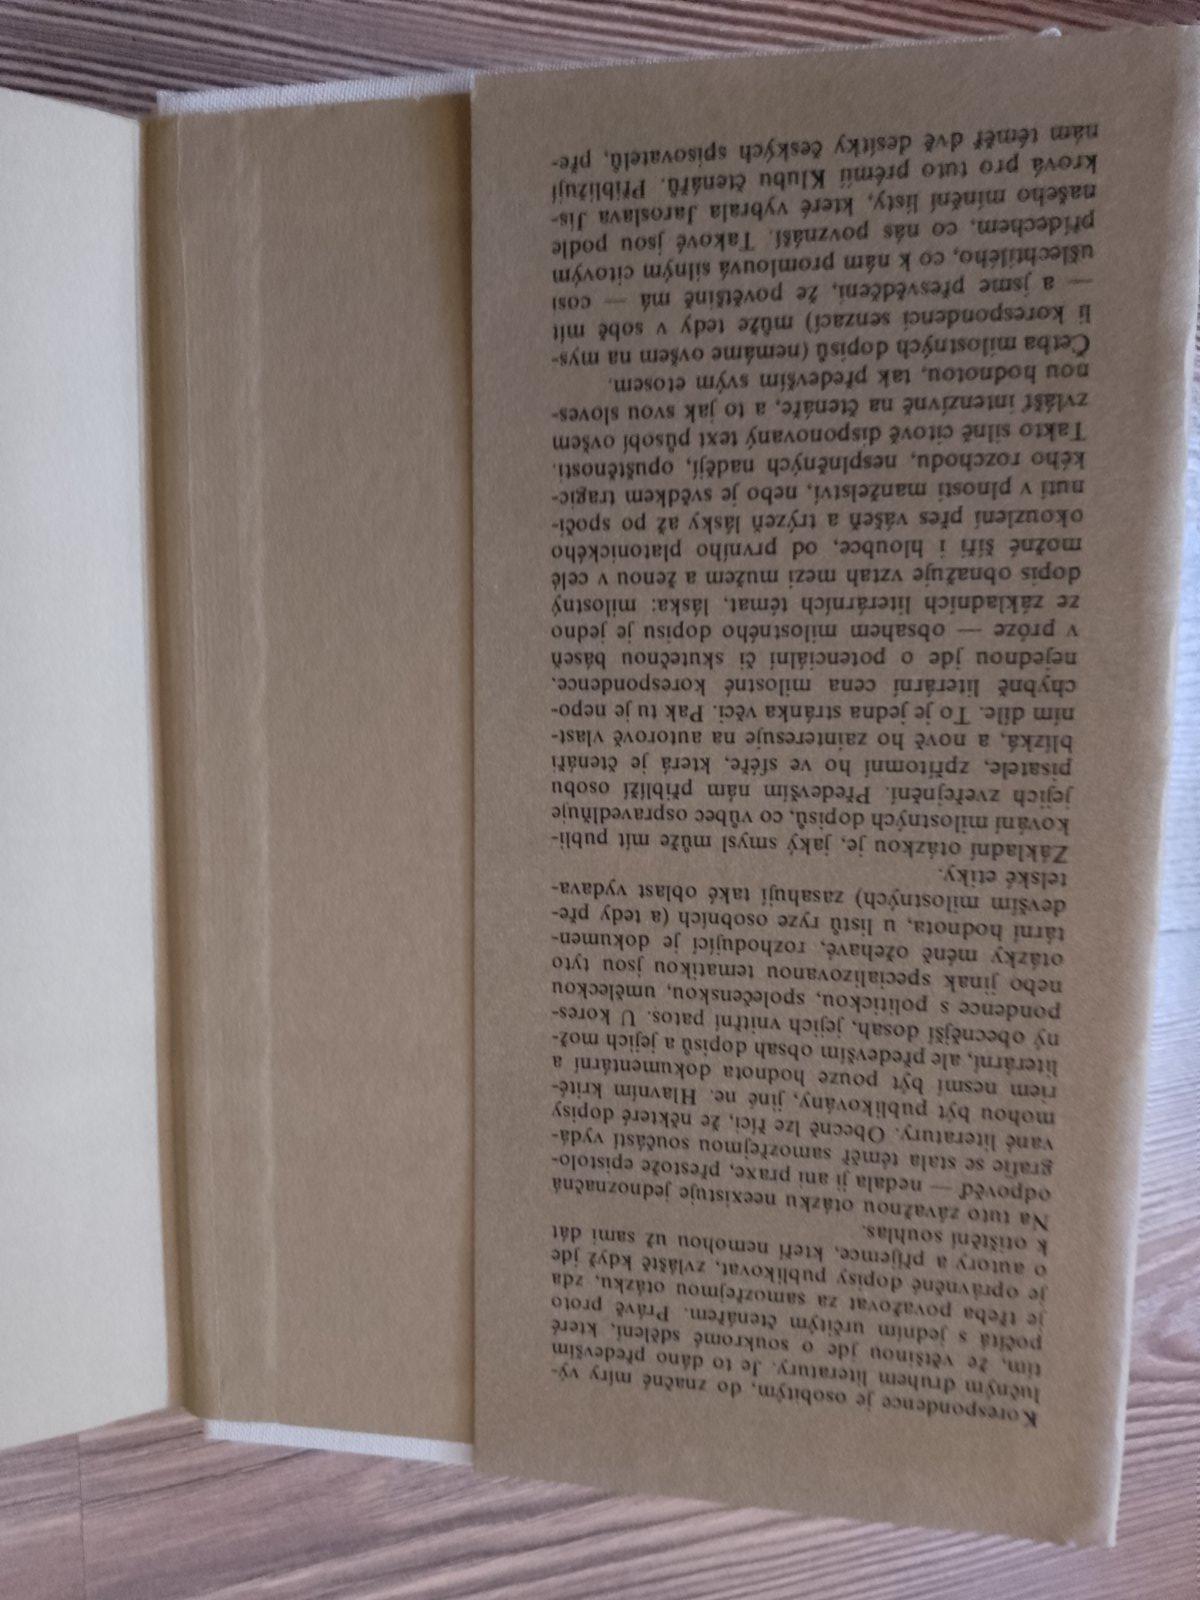 Korespondence je osobitým, do značné míry vý-
lučným druhem literatury. Je to dáno především
tím, že většinou jde o soukromé sdělení, které
počítá s jedním určitým čtenářem. Právě proto
je třeba považovat za samozřejmou otázku, zda
je oprávněné dopisy publikovat, zvláště když jde
o autory a příjemce, kteří nemohou už sami dát
k otištění souhlas.
Na tuto závažnou otázku neexistuje jednoznačná
odpověď — nedala ji ani praxe, přestože epistolo-
grafie se stala téměř samozřejmou součástí vydá-
vané literatury. Obecně lze říci, že některé dopisy
mohou být publikovány, jiné ne. Hlavním krité-
riem nesmí být pouze hodnota dokumentární a
literární, ale především obsah dopisů a jejich mož-
ný obecnější dosah, jejich vnitřní patos. U kores-
pondence s politickou, společenskou, uměleckou
nebo jinak specializovanou tematikou jsou tyto
otázky méně ožehavé, rozhodující je dokumen-
tární hodnota, u listů ryze osobních (a tedy pře-
devším milostných) zasahují také oblast vydava-
telské etiky.
Základní otázkou je, jaký smysl může mít publi-
kování milostných dopisů, co vůbec ospravedlňuje
jejich zveřejnění. Především nám přiblíží osobu
pisatele, zpřítomní ho ve sféře, která je čtenáři
blízká, a nově ho zainteresuje na autorově vlast-
ním díle. To je jedna stránka věci. Pak tu je nepo-
chybně literární cena milostné korespondence,
nejednou jde o potenciální či skutečnou báseň
v próze — obsahem milostného dopisu je jedno
ze základních literárních témat, láska: milostný
dopis obnažuje vztah mezi mužem a ženou v celé
možné šíři i hloubce, od prvního platonického
okouzlení přes vášeň a trýzeň lásky až po spoči-
nutí v plnosti manželství, nebo je svědkem tragic-
kého rozchodu, nesplněných nadějí, opuštěnosti.
Takto silně citově disponovaný text působí ovšem
zvlášť intenzívně na čtenáře, a to jak svou sloves-
nou hodnotou, tak především svým etosem.
Četba milostných dopisů (nemáme ovšem na mys-
li korespondenci senzací) může tedy v sobě mít
— a jsme přesvědčeni, že povětšině má — cosi
ušlechtilého, co k nám promlouvá silným citovým
přídechem, co nás povznáší. Takové jsou podle
našeho mínění listy, které vybrala Jaroslava Jis-
krová pro tuto prémii Klubu čtenářů. Přibližují
nám téměř dvě desítky českých spisovatelů, pře-